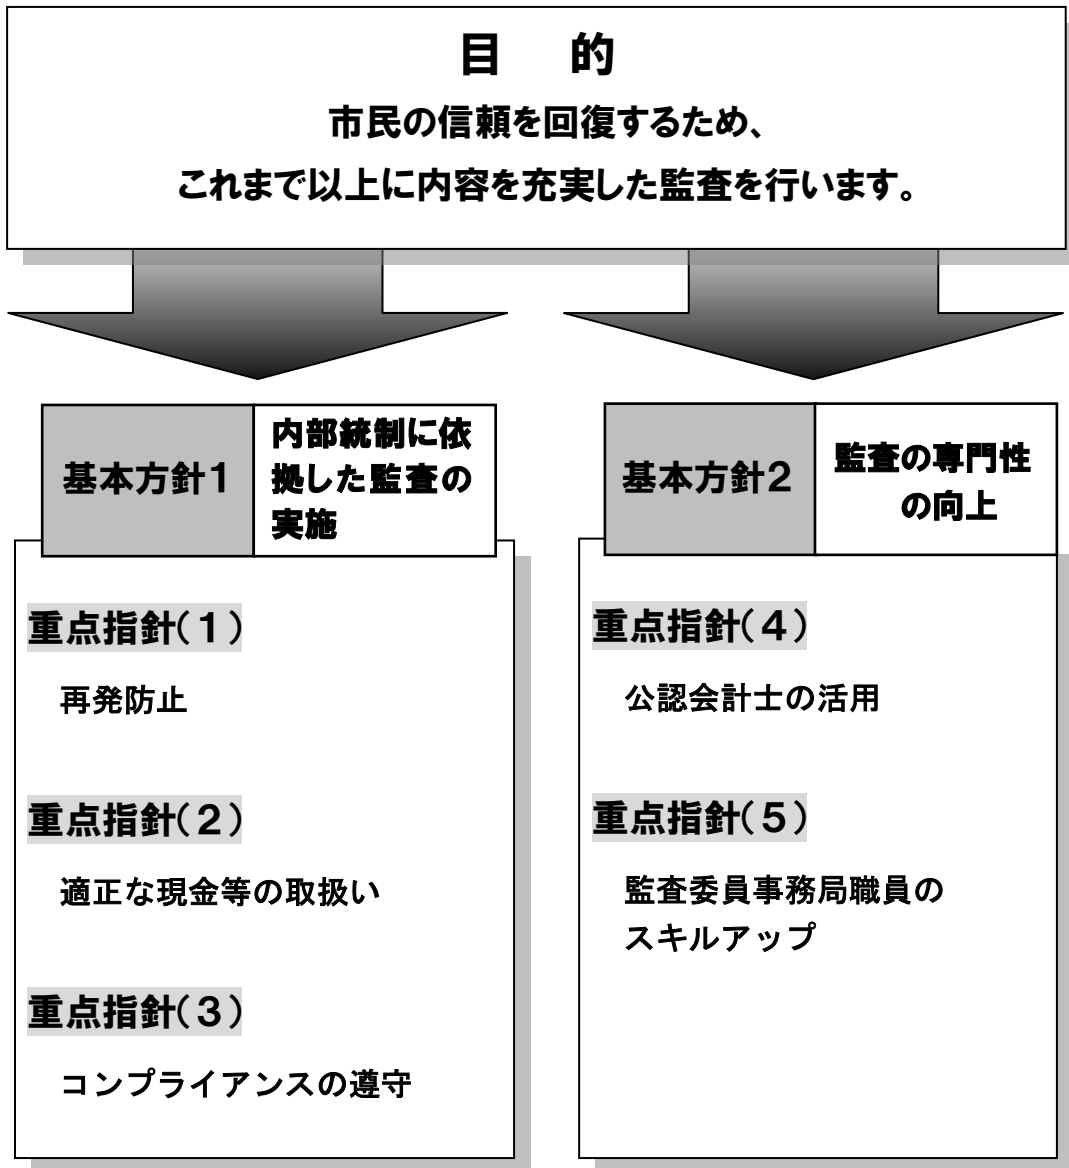 目　的
市民の信頼を回復するため、
これまで以上に内容を充実した監査を行います。
基本方針1
内部統制に依
拠した監査の
実施
重点指針(1)
再発防止
重点指針(2)
適正な現金等の取扱い
重点指針(3)
コンプライアンスの遵守
基本方針2
監査の専門性
の向上
重点指針(4)
公認会計士の活用
重点指針(5)
監査委員事務局職員の
スキルアップ